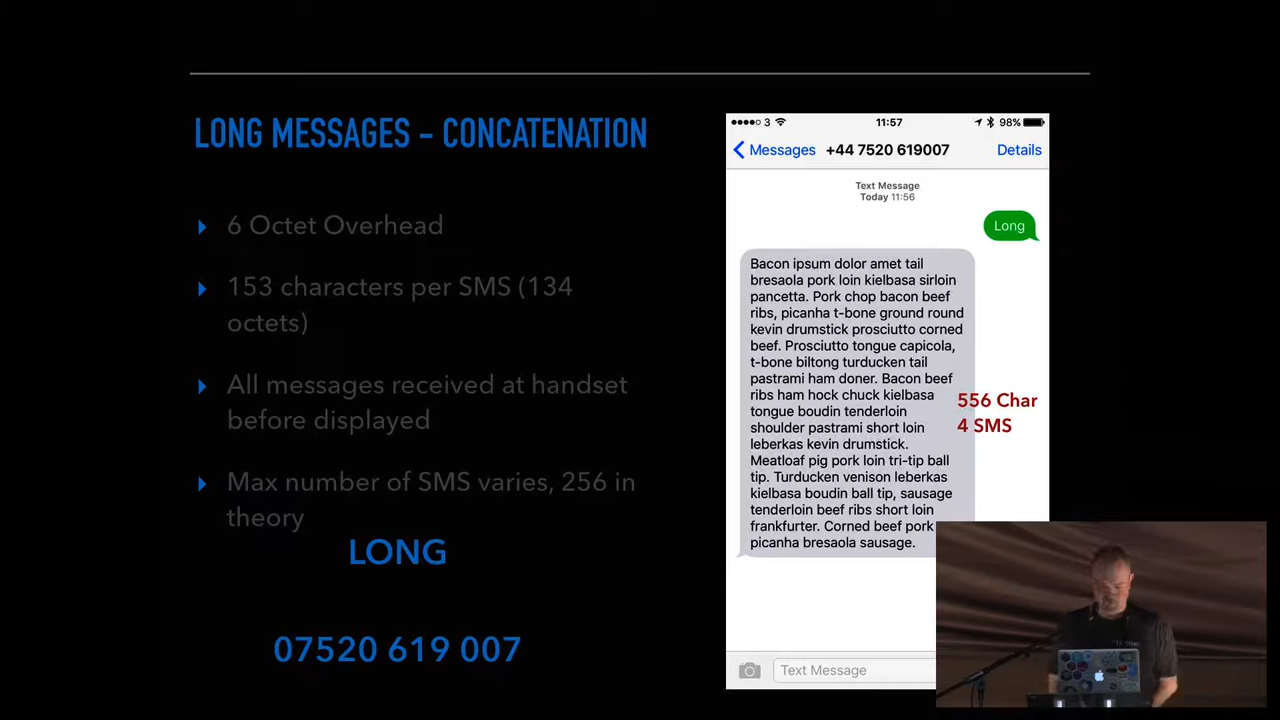 LONG MESSAGES - CONCATENATION
6 Octet Overhead
153 characters per SMS (134
octets)
All messages received at handset
before displayed
Max number of SMS varies, 256 in
theory
LONG
07520 619 007
3 11:57 98%
Messages +44 7520 619007 Details
Text Message
Today 11:56
Long
Bacon ipsum dolor amet tail
bresaola pork loin kielbasa sirloin
pancetta. Pork chop bacon beef
ribs, picanha t-bone ground round
kevin drumstick prosciutto corned
beef. Prosciutto tongue capicola,
t-bone biltong turducken tail
pastrami ham doner. Bacon beef
ribs ham hock chuck kielbasa
tongue boudin tenderloin
shoulder pastrami short loin
leberkas kevin drumstick.
Meatloaf pig pork loin tri-tip ball
tip. Turducken venison leberkas
kielbasa boudin ball tip, sausage
tenderloin beef ribs short loin
frankfurter. Corned beef pork
picanha bresaola sausage.
556 Char
4 SMS
Text Message